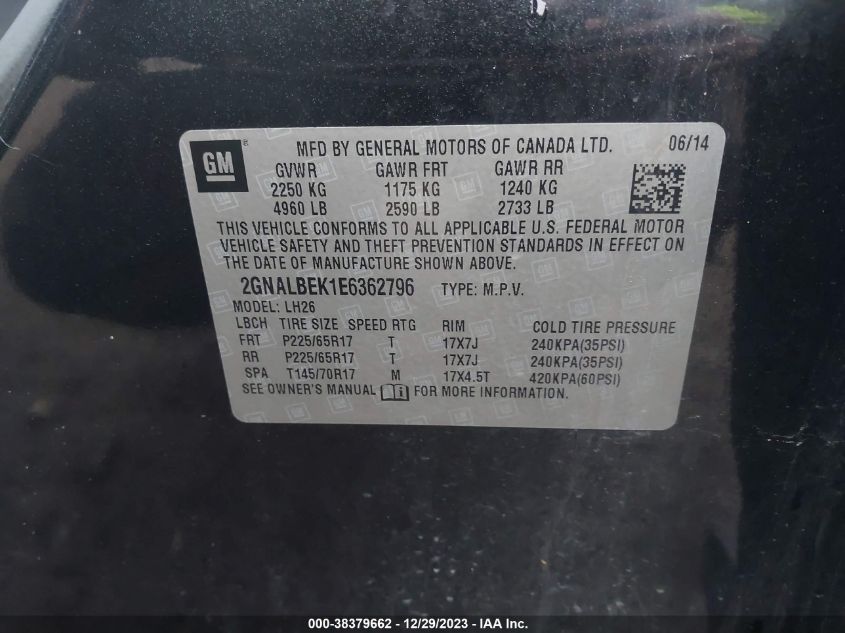 GM ®
MFD BY GENERAL MOTORS OF CANADA LTD. 06/14
GVWR GAWR FRT GAWR RR
2250 KG 1175 KG 1240 KG
4960 LB 2590 LB 2733 LB
THIS VEHICLE CONFORMS TO ALL APPLICABLE U.S. FEDERAL MOTOR
VEHICLE SAFETY AND THEFT PREVENTION STANDARDS IN EFFECT ON
THE DATE OF MANUFACTURE SHOWN ABOVE.
2GNALBEK1E6362796 TYPE: M.P.V.
MODEL: LH26
LBCH TIRE SIZE SPEED RTG RIM COLD TIRE PRESSURE
FRT P225/65R17 T 17X7J 240KPA(35PSI)
RR P225/65R17 T 17X7J 240KPA(35PSI)
SPA T145/70R17 M 17X4.5T 420KPA(60PSI)
SEE OWNER'S MANUAL FOR MORE INFORMATION.
000-38379662 - 12/29/2023 - IAA Inc.